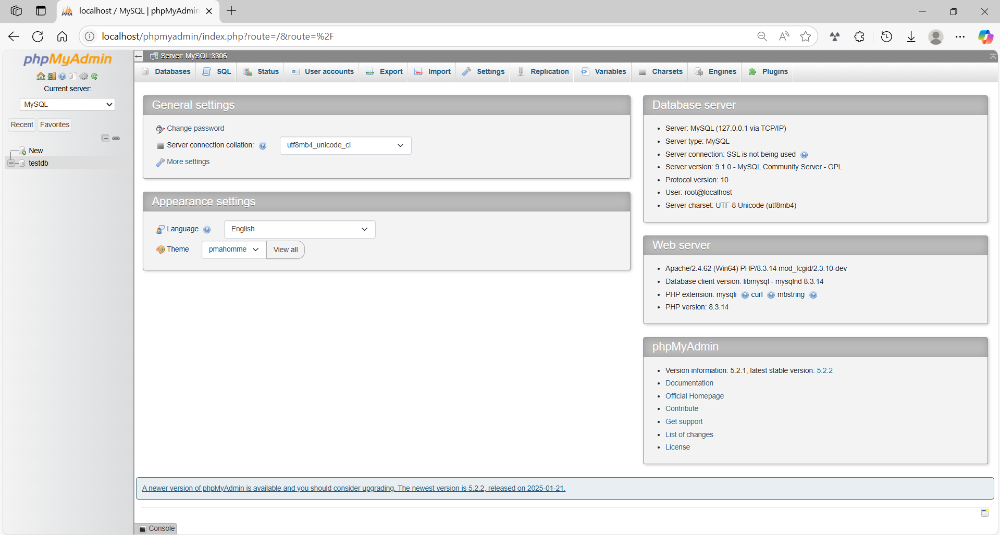 localhost / MySQL | phpMyAdmin
localhost/phpmyadmin/index.php?route=/&route=%2F
phpMyAdmin
Current server:
MySQL
Recent Favorites
New
testdb
Server: MySQL:3306
Databases SQL Status User accounts Export Import Settings Replication Variables Charsets Engines Plugins
General settings
Change password
Server connection collation: utf8mb4_unicode_ci
More settings
Appearance settings
Language English
Theme pmahomme View all
Database server
Server: MySQL (127.0.0.1 via TCP/IP)
Server type: MySQL
Server connection: SSL is not being used
Server version: 9.1.0 - MySQL Community Server - GPL
Protocol version: 10
User: root@localhost
Server charset: UTF-8 Unicode (utf8mb4)
Web server
Apache/2.4.62 (Win64) PHP/8.3.14 mod_fcgid/2.3.10-dev
Database client version: libmysql - mysqlnd 8.3.14
PHP extension: mysqli curl mbstring
PHP version: 8.3.14
phpMyAdmin
Version information: 5.2.1, latest stable version: 5.2.2
Documentation
Official Homepage
Contribute
Get support
List of changes
License
A newer version of phpMyAdmin is available and you should consider upgrading. The newest version is 5.2.2, released on 2025-01-21.
Console